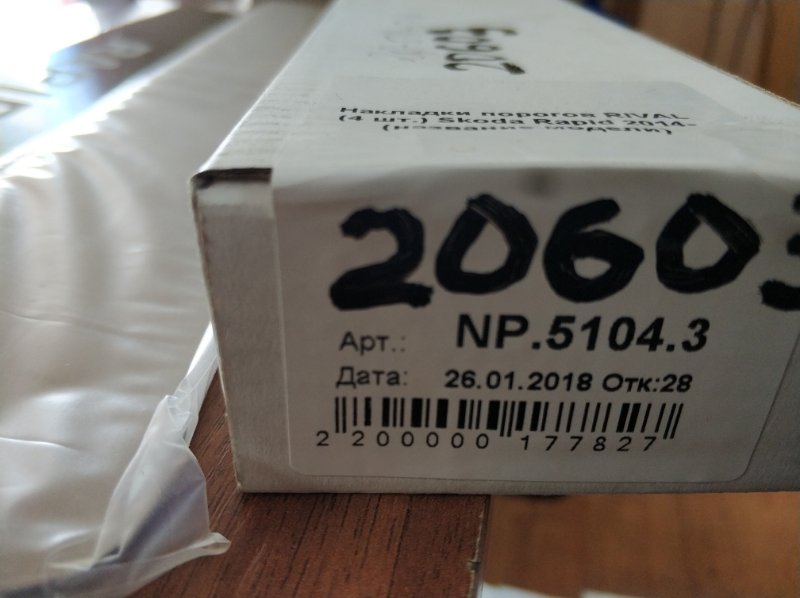 20603
Накладки порогов RIVAL
(4 шт.) Skoda Rapid 2014-
(название модели)
20603
Арт.: NP.5104.3
Дата: 26.01.2018 Отк:28
2 200000 177827